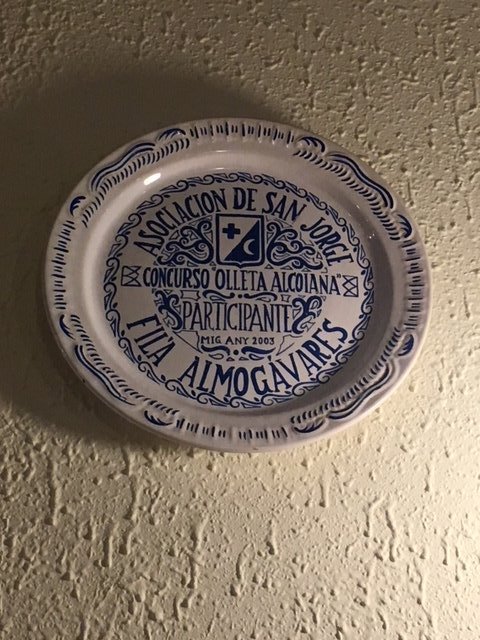 ASOCIACION DE SAN JORGE
CONCURSO "OLLETA ALCOIANA"
PARTICIPANTE
MIG ANY 2003
FILA ALMOGAVARES